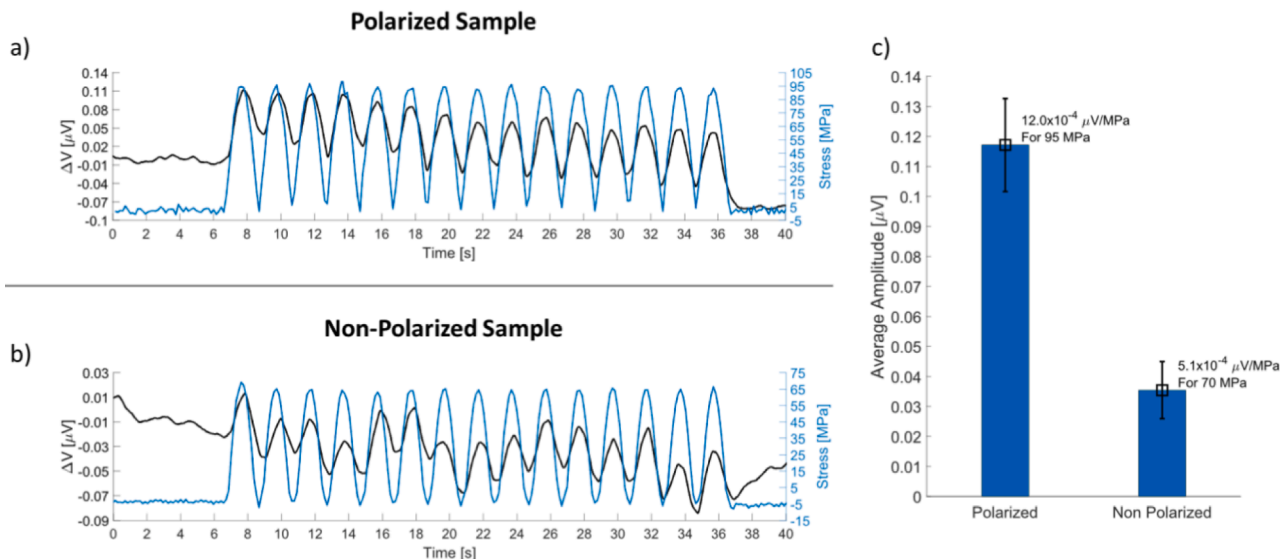 Polarized Sample
a)
0.14
0.11
0.08
0.05
0.02
-0.01
-0.04
-0.07
-0.1
ΔV [μV]
105
95
85
75
65
55
45
35
25
15
5
-5
Stress [MPa]
0 2 4 6 8 10 12 14 16 18 20 22 24 26 28 30 32 34 36 38 40
Time [s]
Non-Polarized Sample
b)
0.03
0.01
-0.01
-0.03
-0.05
-0.07
-0.09
ΔV [μV]
75
65
55
45
35
25
15
5
-5
-15
Stress [MPa]
0 2 4 6 8 10 12 14 16 18 20 22 24 26 28 30 32 34 36 38 40
Time [s]
c)
0.14
0.13
0.12
0.11
0.1
0.09
0.08
0.07
0.06
0.05
0.04
0.03
0.02
0.01
0
Average Amplitude [μV]
12.0x10⁻⁴ μV/MPa
For 95 MPa
5.1x10⁻⁴ μV/MPa
For 70 MPa
Polarized Non Polarized